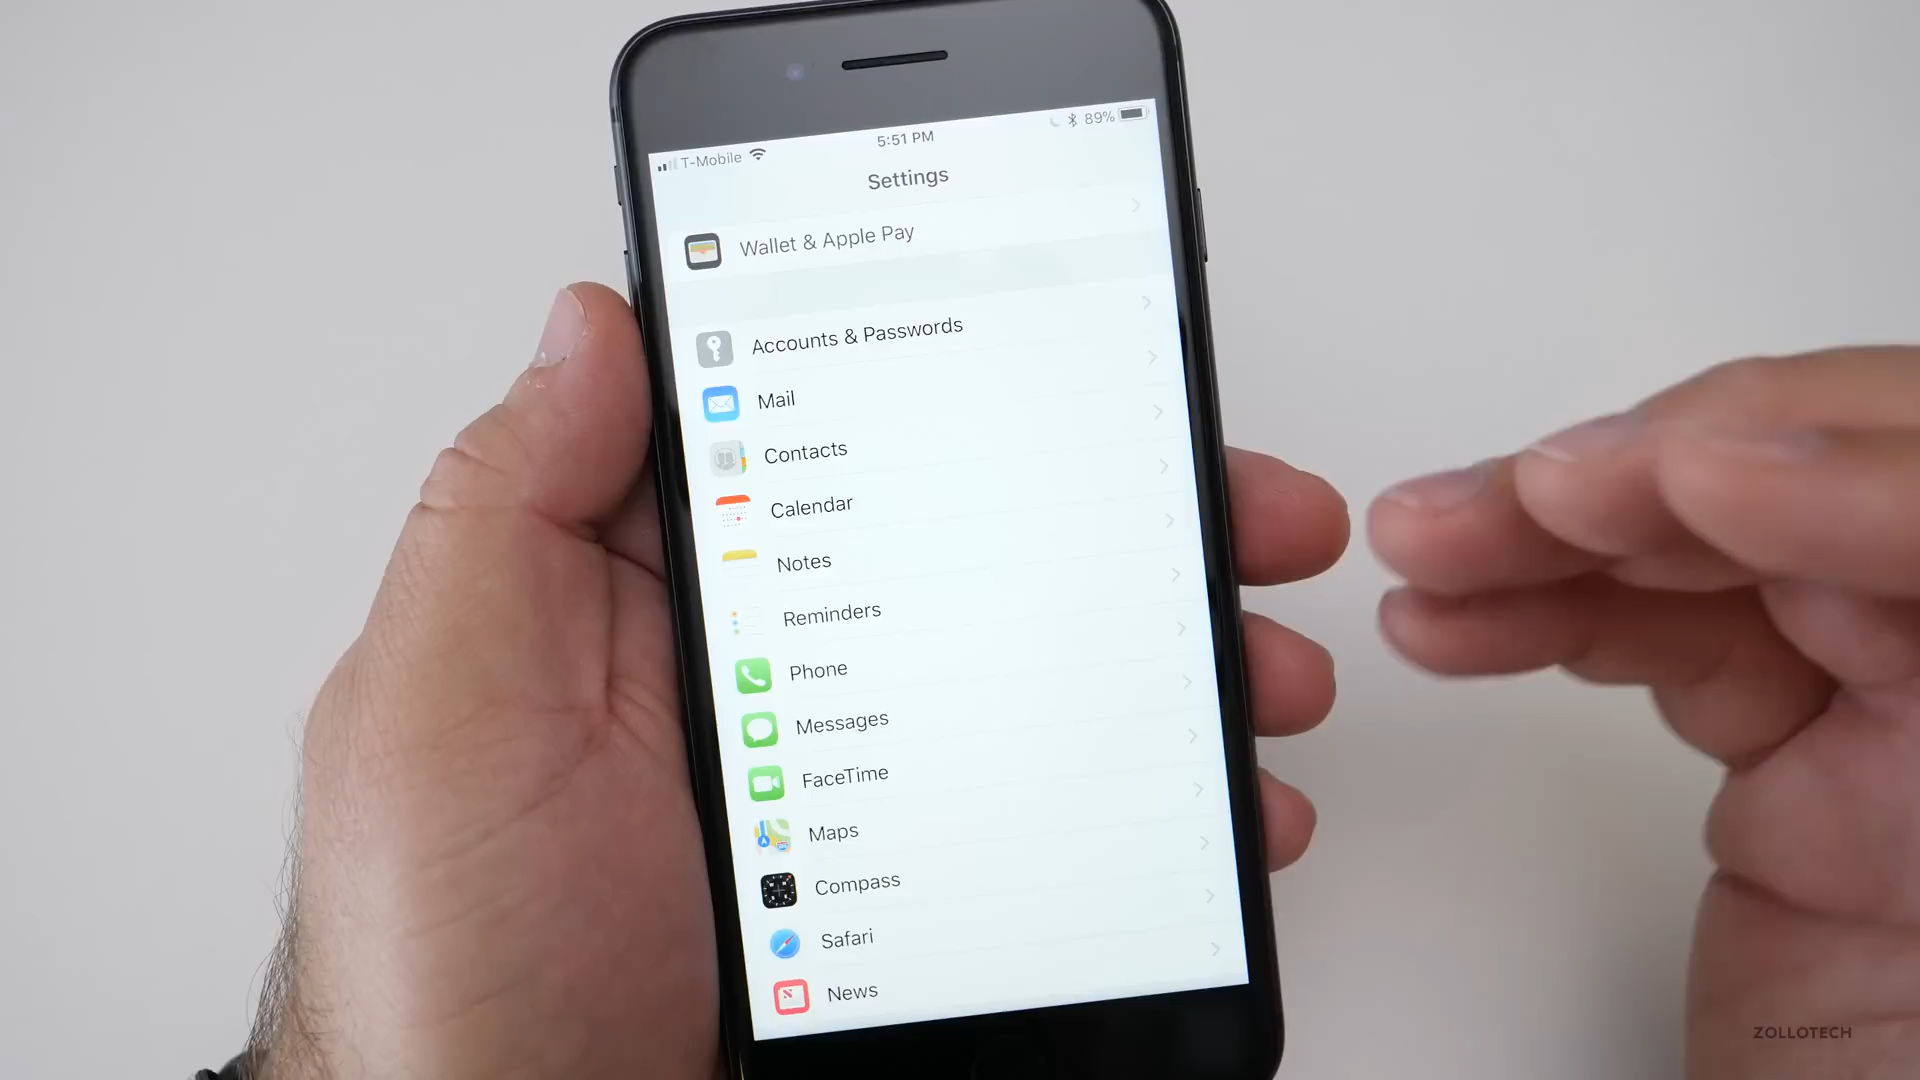 T-Mobile 5:51 PM 89%
Settings
Wallet & Apple Pay
Accounts & Passwords
Mail
Contacts
Calendar
Notes
Reminders
Phone
Messages
FaceTime
Maps
Compass
Safari
News
ZOLLOTECH